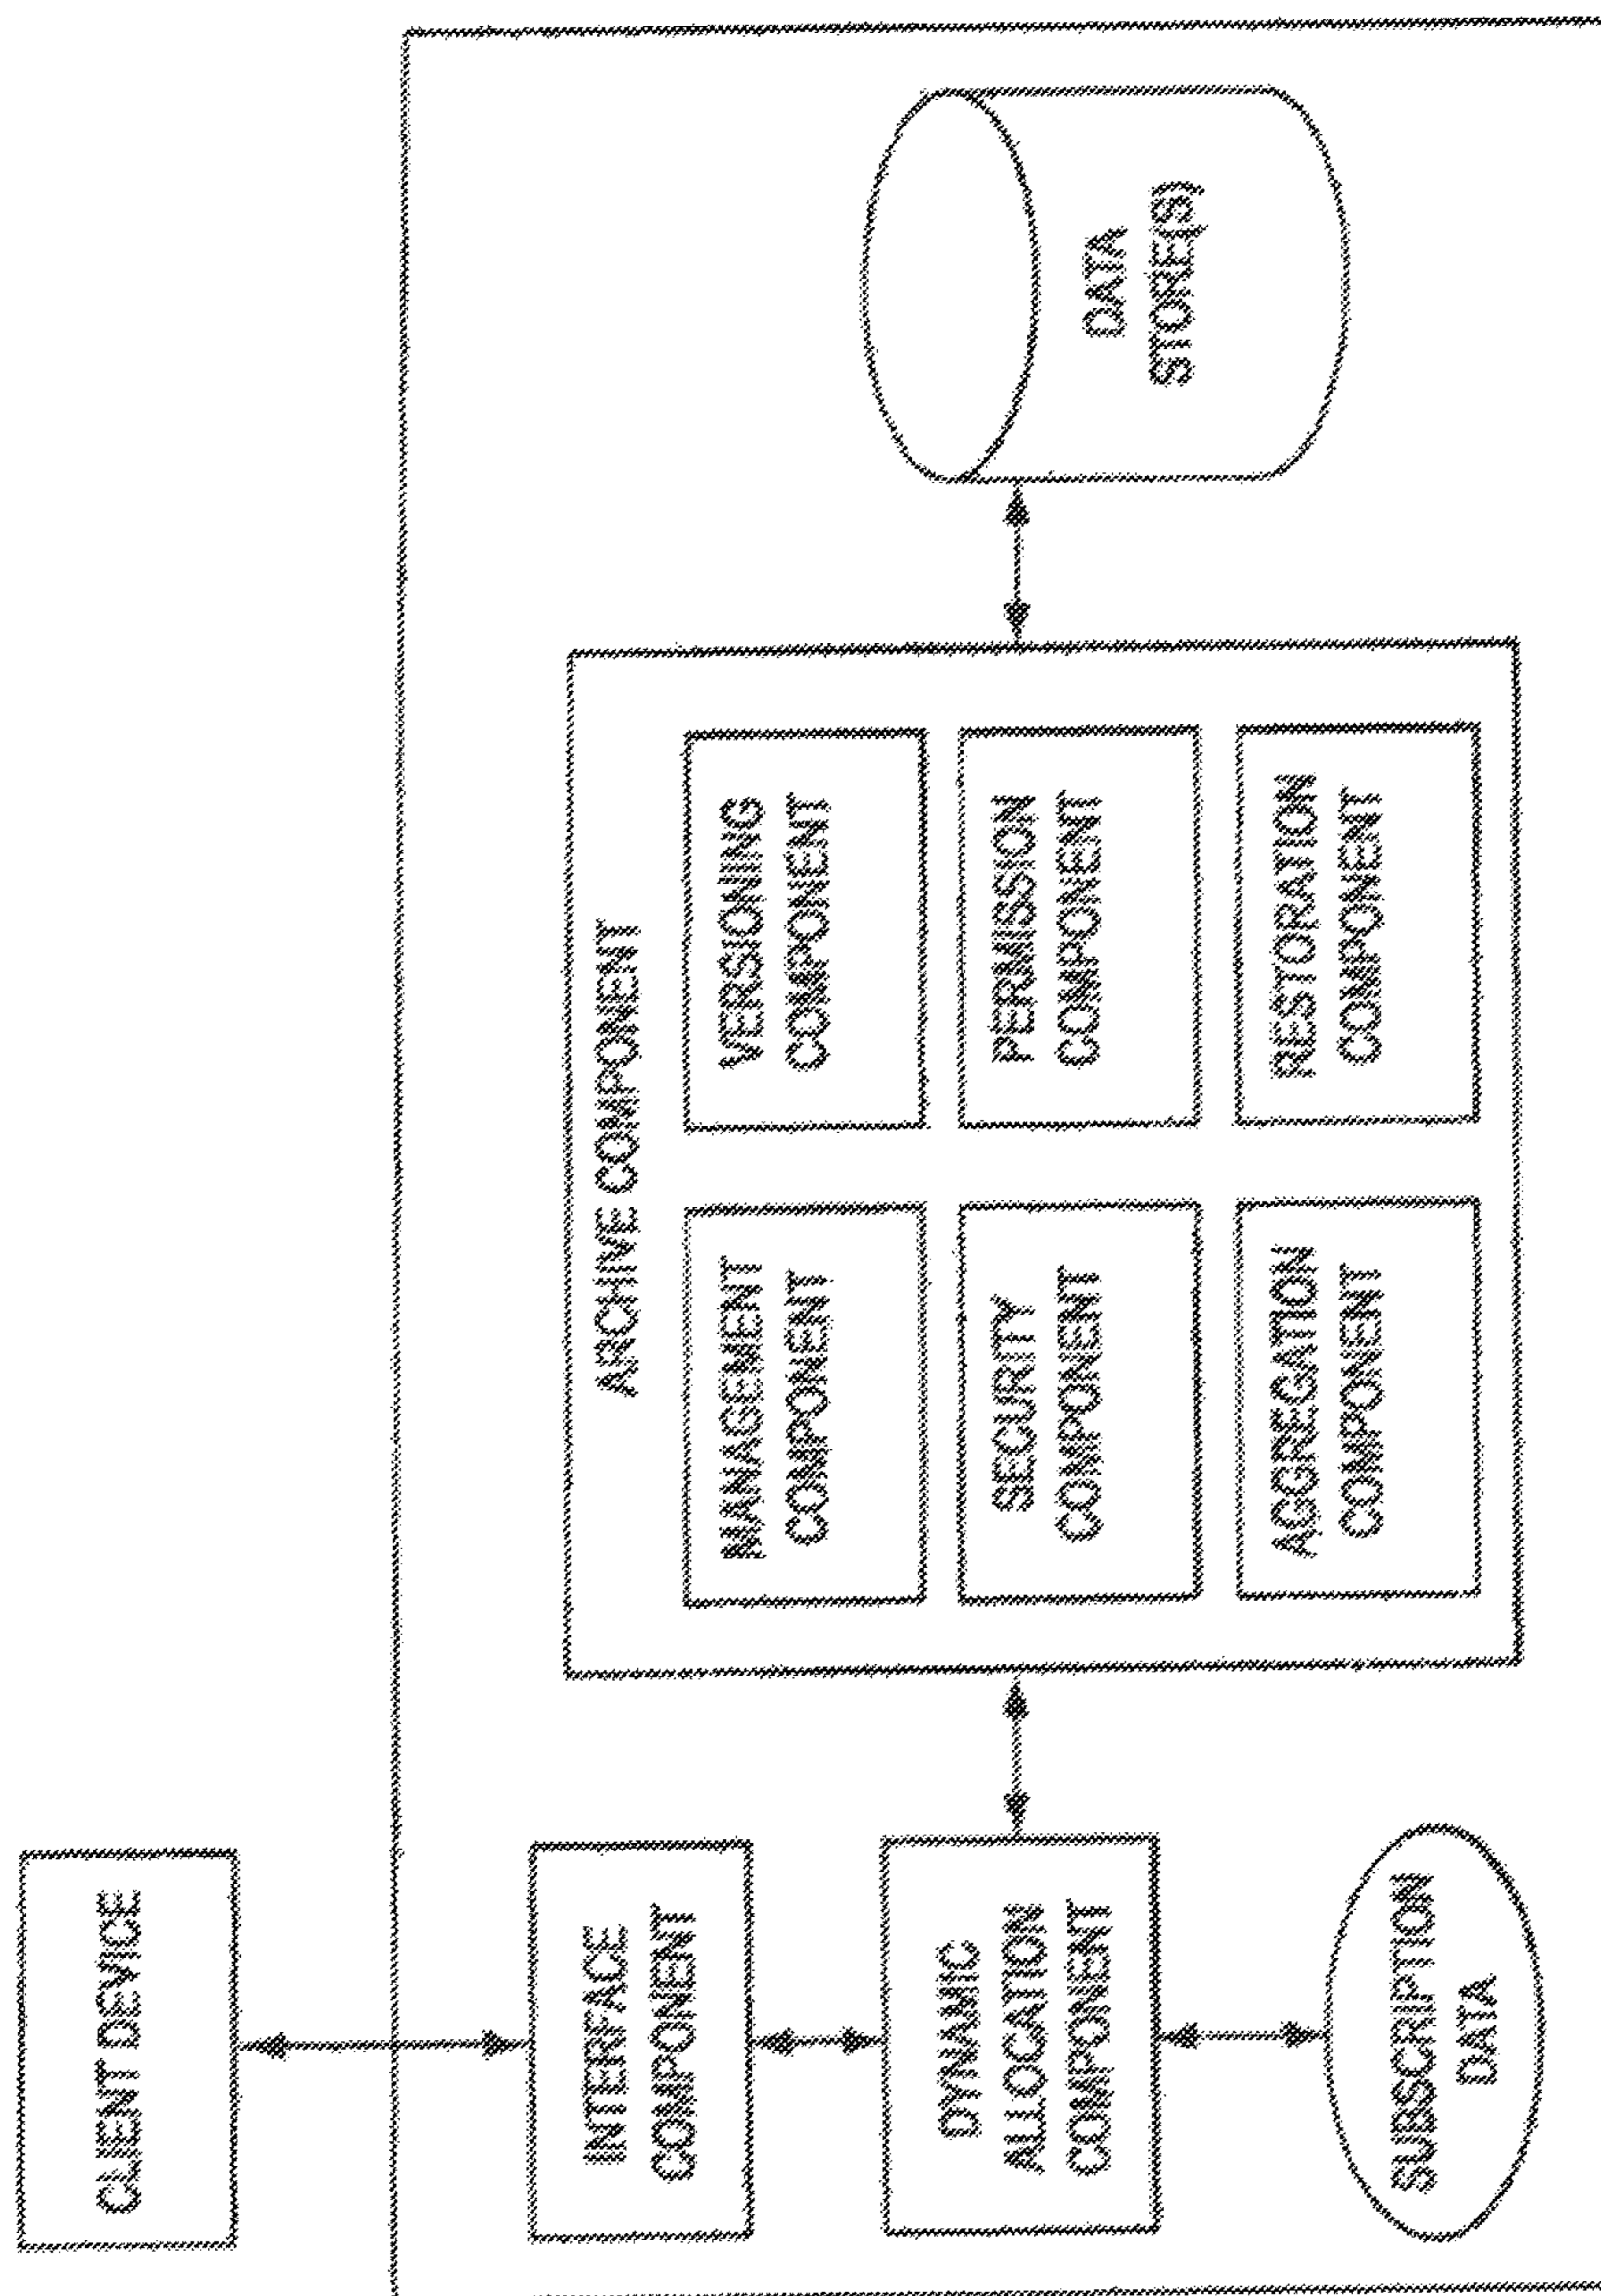 CLIENT DEVICE
INTERFACE
COMPONENT
DYNAMIC
ALLOCATION
COMPONENT
SUBSCRIPTION
DATA
ARCHIVE COMPONENT
MANAGEMENT
COMPONENT
VERSIONING
COMPONENT
SECURITY
COMPONENT
PERMISSION
COMPONENT
AGGREGATION
COMPONENT
RESTORATION
COMPONENT
DATA
STORE(S)